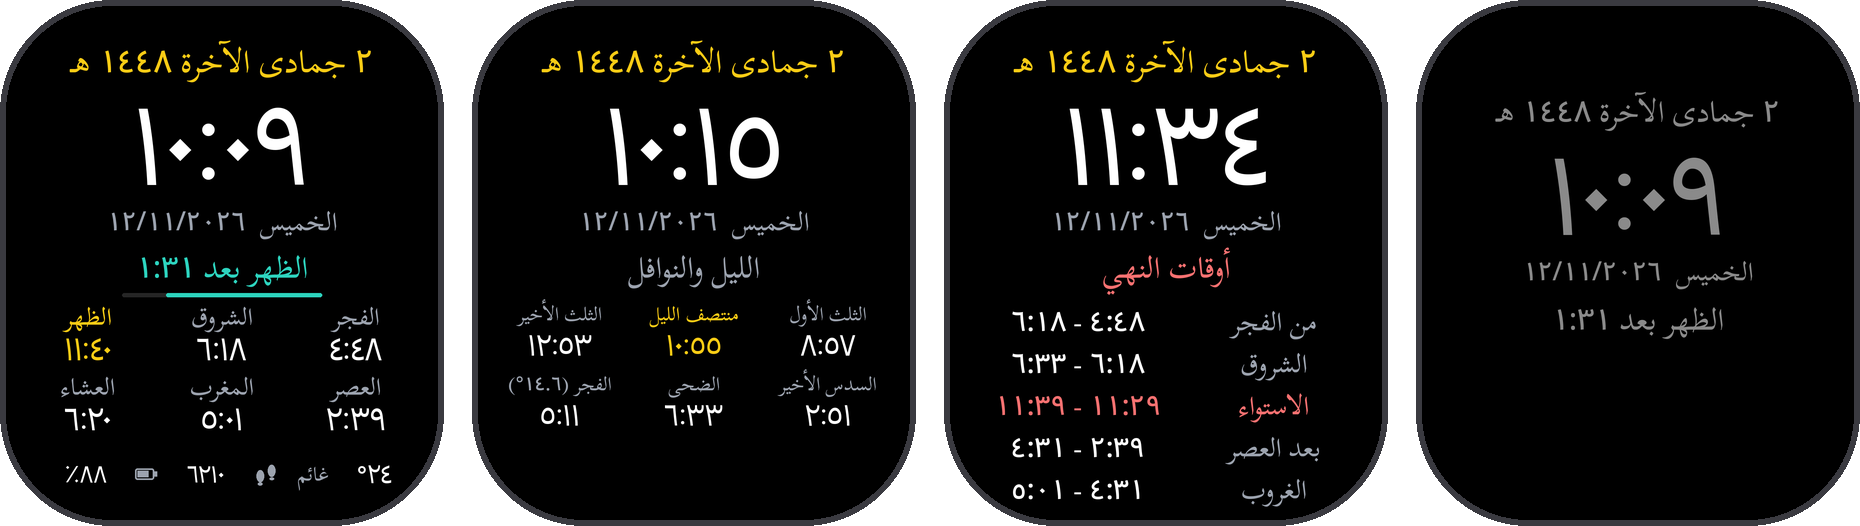 ٢ جمادى الآخرة ١٤٤٨ هـ
١٠:٠٩
الخميس ١٢/١١/٢٠٢٦
الظهر بعد ١:٣١
الفجر الشروق الظهر
٤:٤٨ ٦:١٨ ١١:٤٠
العصر المغرب العشاء
٢:٣٩ ٥:٠١ ٦:٢٠
٢٤° غائم ٦٢١٠ ٨٨٪
٢ جمادى الآخرة ١٤٤٨ هـ
١٠:١٥
الخميس ١٢/١١/٢٠٢٦
الليل والنوافل
الثلث الأول منتصف الليل الثلث الأخير
٨:٥٧ ١٠:٥٥ ١٢:٥٣
السدس الأخير الضحى الفجر (١٤.٦°)
٢:٥١ ٦:٣٣ ٥:١١
٢ جمادى الآخرة ١٤٤٨ هـ
١١:٣٤
الخميس ١٢/١١/٢٠٢٦
أوقات النهي
من الفجر ٤:٤٨ - ٦:١٨
الشروق ٦:١٨ - ٦:٣٣
الاستواء ١١:٢٩ - ١١:٣٩
بعد العصر ٢:٣٩ - ٤:٣١
الغروب ٤:٣١ - ٥:٠١
٢ جمادى الآخرة ١٤٤٨ هـ
١٠:٠٩
الخميس ١٢/١١/٢٠٢٦
الظهر بعد ١:٣١